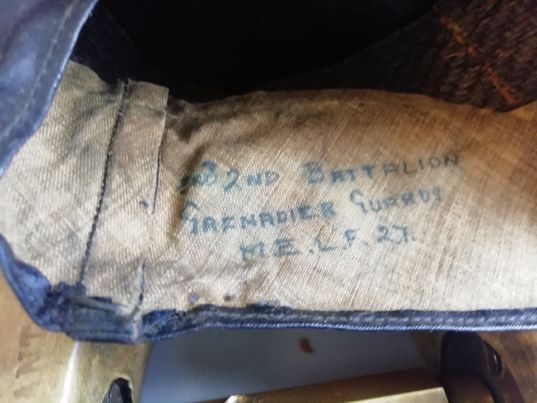 2ND BATTALION
GRENADIER GUARDS
M.E.L.F. 27.